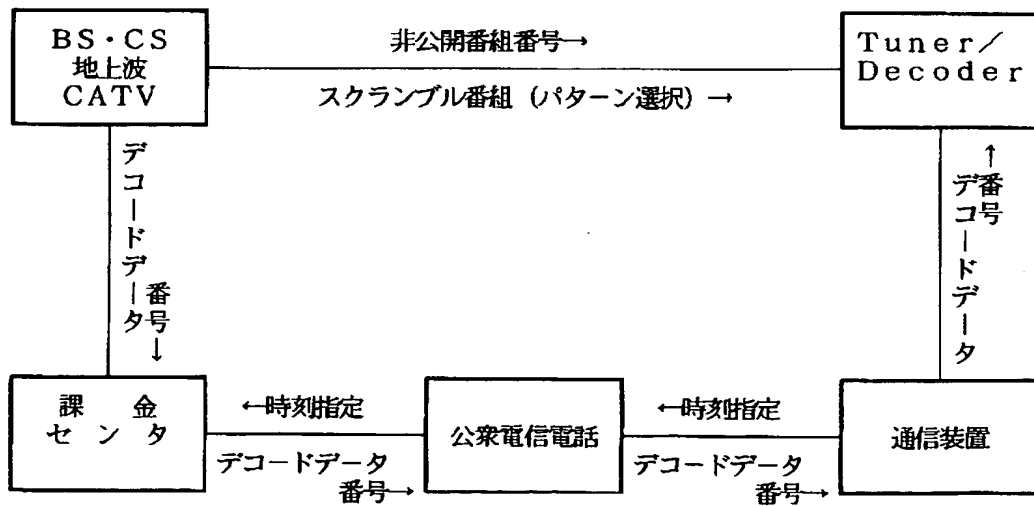 BS・CS
地上波
CATV
非公開番組番号→
スクランブル番組(パターン選択)→
Tuner/
Decoder
デコードデータ
番号→
↑番号
デコードデータ
課 金
センタ
←時刻指定
デコードデータ
番号→
公衆電信電話
←時刻指定
デコードデータ
番号→
通信装置